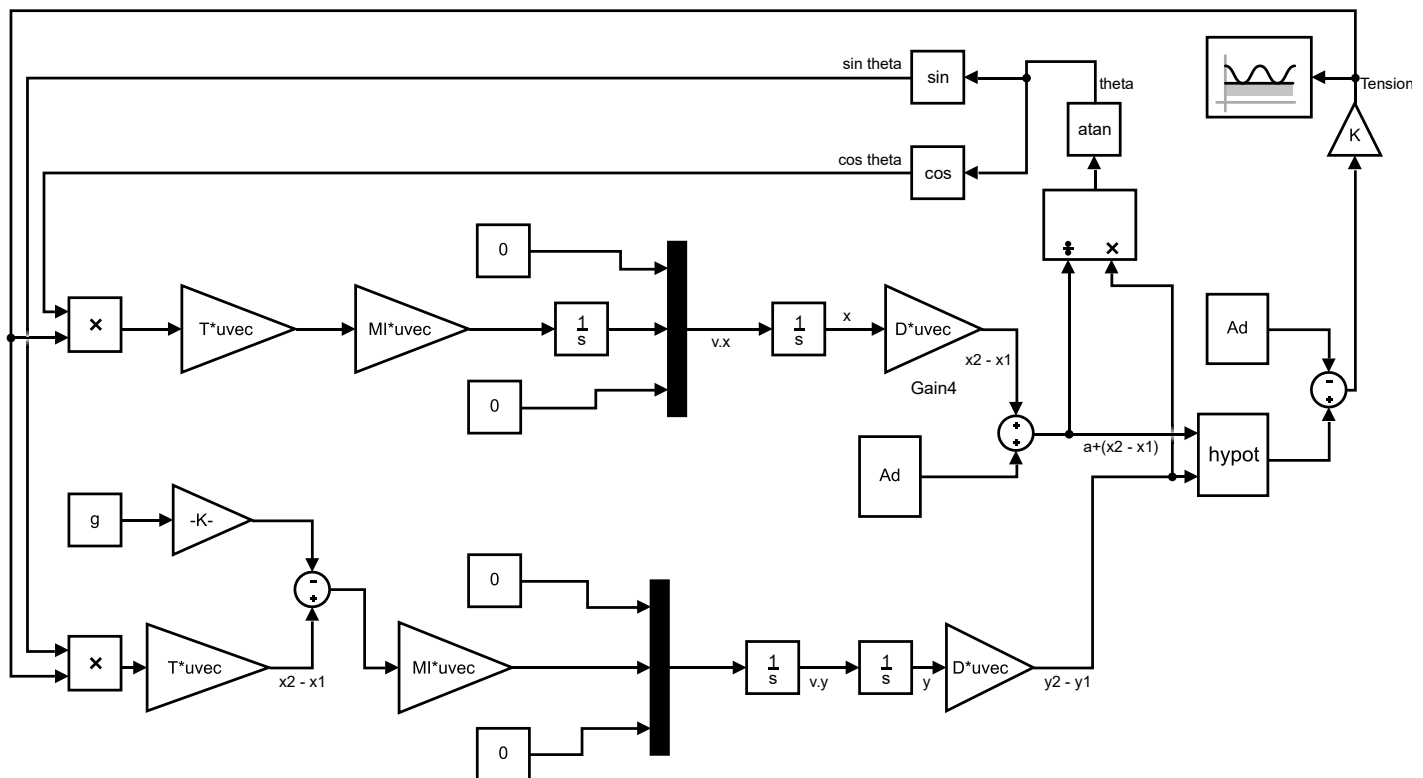 sin theta
sin
theta
Tension
K
atan
cos theta
cos
÷ ×
0
×
T*uvec
MI*uvec
1
s
v.x
1
s
x
D*uvec
x2 - x1
Gain4
Ad
-
+
0
+
+
a+(x2 - x1)
hypot
Ad
g
-K-
-
+
0
×
T*uvec
x2 - x1
MI*uvec
1
s
v.y
1
s
y
D*uvec
y2 - y1
0